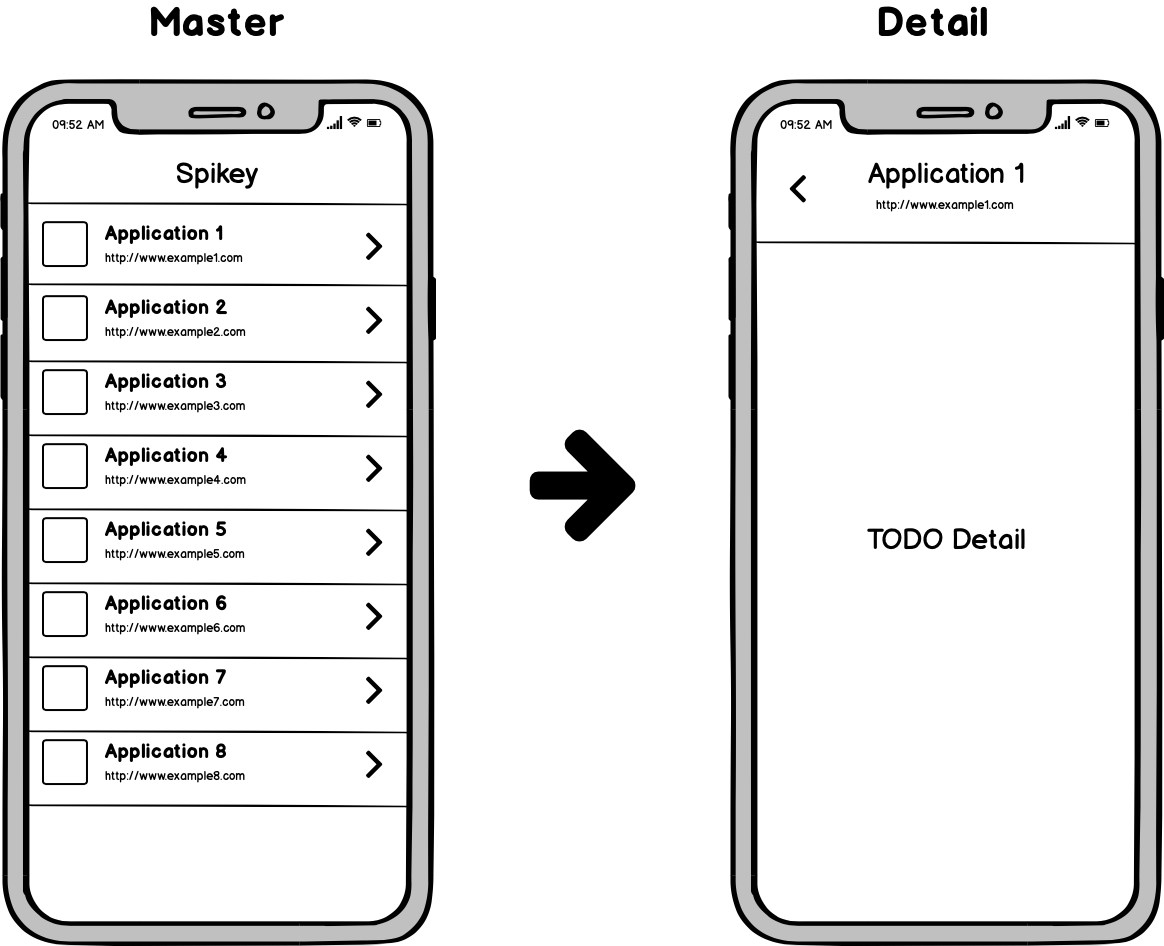 Master
09:52 AM
Spikey
Application 1
http://www.example1.com
Application 2
http://www.example2.com
Application 3
http://www.example3.com
Application 4
http://www.example4.com
Application 5
http://www.example5.com
Application 6
http://www.example6.com
Application 7
http://www.example7.com
Application 8
http://www.example8.com
Detail
09:52 AM
Application 1
http://www.example1.com
TODO Detail